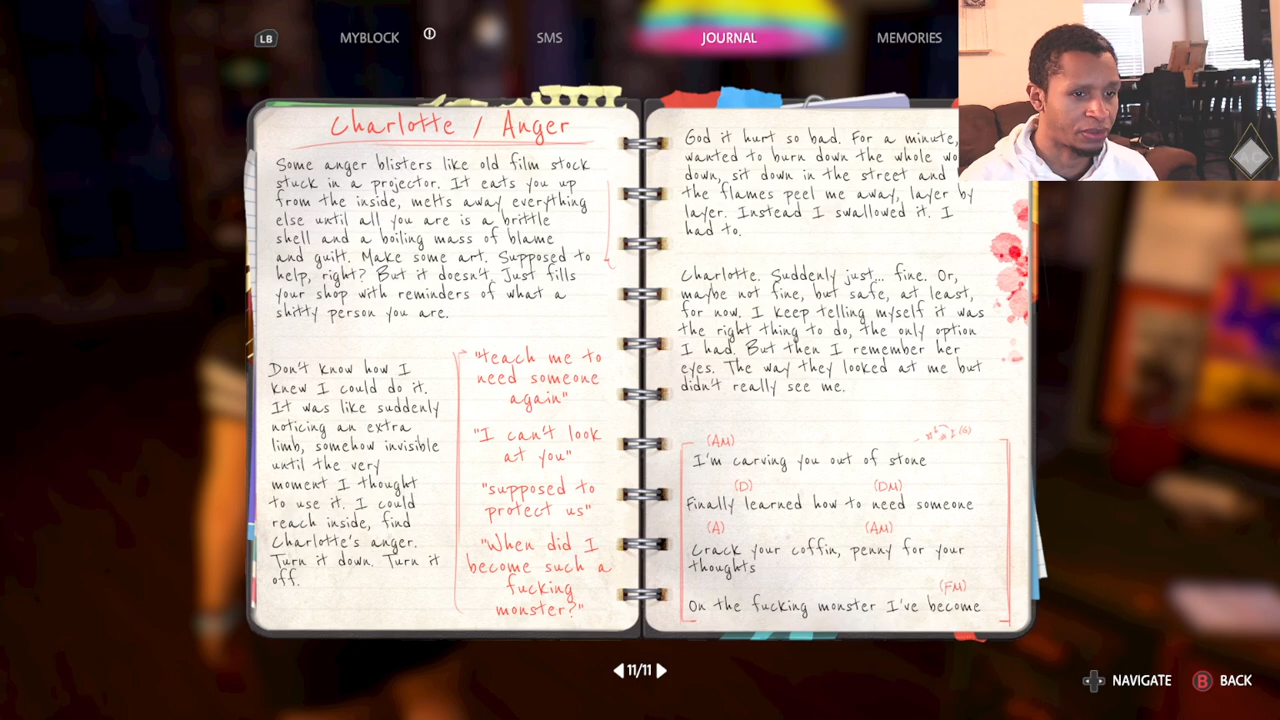 LB
MYBLOCK
SMS
JOURNAL
MEMORIES
Charlotte / Anger
Some anger blisters like old film stock
stuck in a projector. It eats you up
from the inside, melts away everything
else until all you are is a brittle
shell and a boiling mass of blame
and guilt. Make some art. Supposed to
help, right? But it doesn't. Just fills
your shop with reminders of what a
shitty person you are.
Don't know how I
knew I could do it.
It was like suddenly
noticing an extra
limb, somehow invisible
until the very
moment I thought
to use it. I could
reach inside, find
Charlotte's anger.
Turn it down. Turn it
off.
"teach me to
need someone
again"
"I can't look
at you"
"supposed to
protect us"
"When did I
become such a
fucking
monster?"
God it hurt so bad. For a minute,
wanted to burn down the whole wo
down, sit down in the street and
the flames peel me away, layer by
layer. Instead I swallowed it. I
had to.
Charlotte. Suddenly just... fine. Or,
maybe not fine, but safe, at least,
for now. I keep telling myself it was
the right thing to do, the only option
I had. But then I remember her
eyes. The way they looked at me but
didn't really see me.
(AM)
I'm carving you out of stone
(D) (DM)
Finally learned how to need someone
(A) (AM)
Crack your coffin, penny for your
thoughts
(FM)
On the fucking monster I've become
11/11
NAVIGATE
B BACK